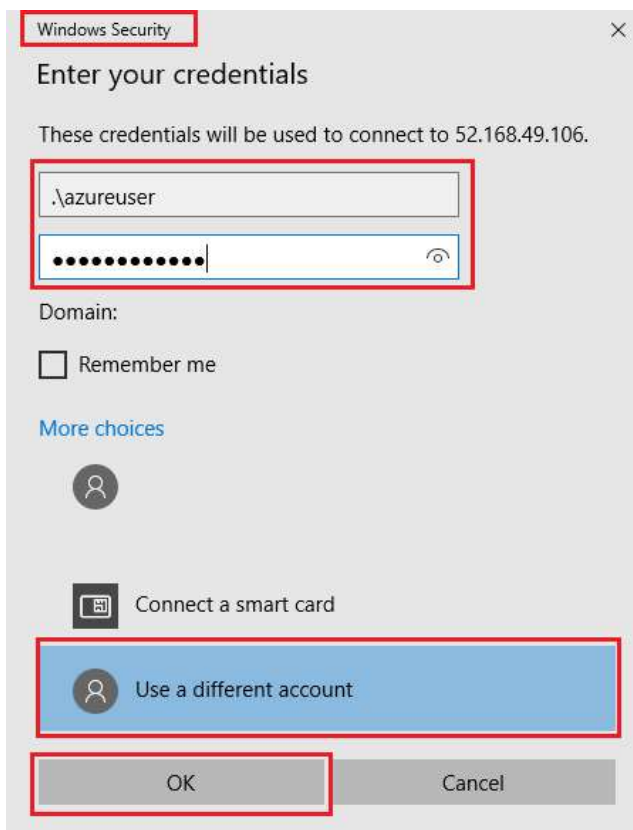 Windows Security
Enter your credentials
These credentials will be used to connect to 52.168.49.106.
.\azureuser
••••••••••••
Domain:
Remember me
More choices
Connect a smart card
Use a different account
OK Cancel